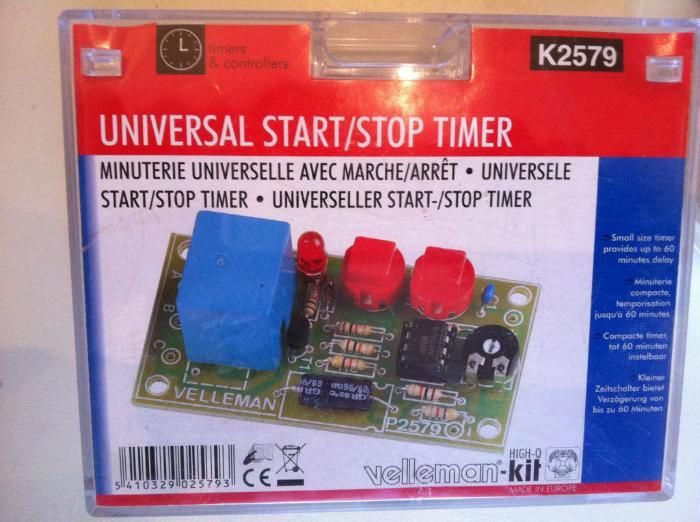 timers
& controllers
K2579
UNIVERSAL START/STOP TIMER
MINUTERIE UNIVERSELLE AVEC MARCHE/ARRÊT • UNIVERSELE
START/STOP TIMER • UNIVERSELLER START-/STOP TIMER
Small size timer
provides up to 60
minutes delay
Minuterie
compacte,
temporisation
jusqu'à 60 minutes
Compacte timer,
tot 60 minuten
instelbaar
Kleiner
Zeitschalter bietet
Verzögerung von
bis zu 60 Minuten
A
B
C
VELLEMAN
P2579
5 410329 025793
CE
velleman-kit
HIGH-Q
MADE IN EUROPE